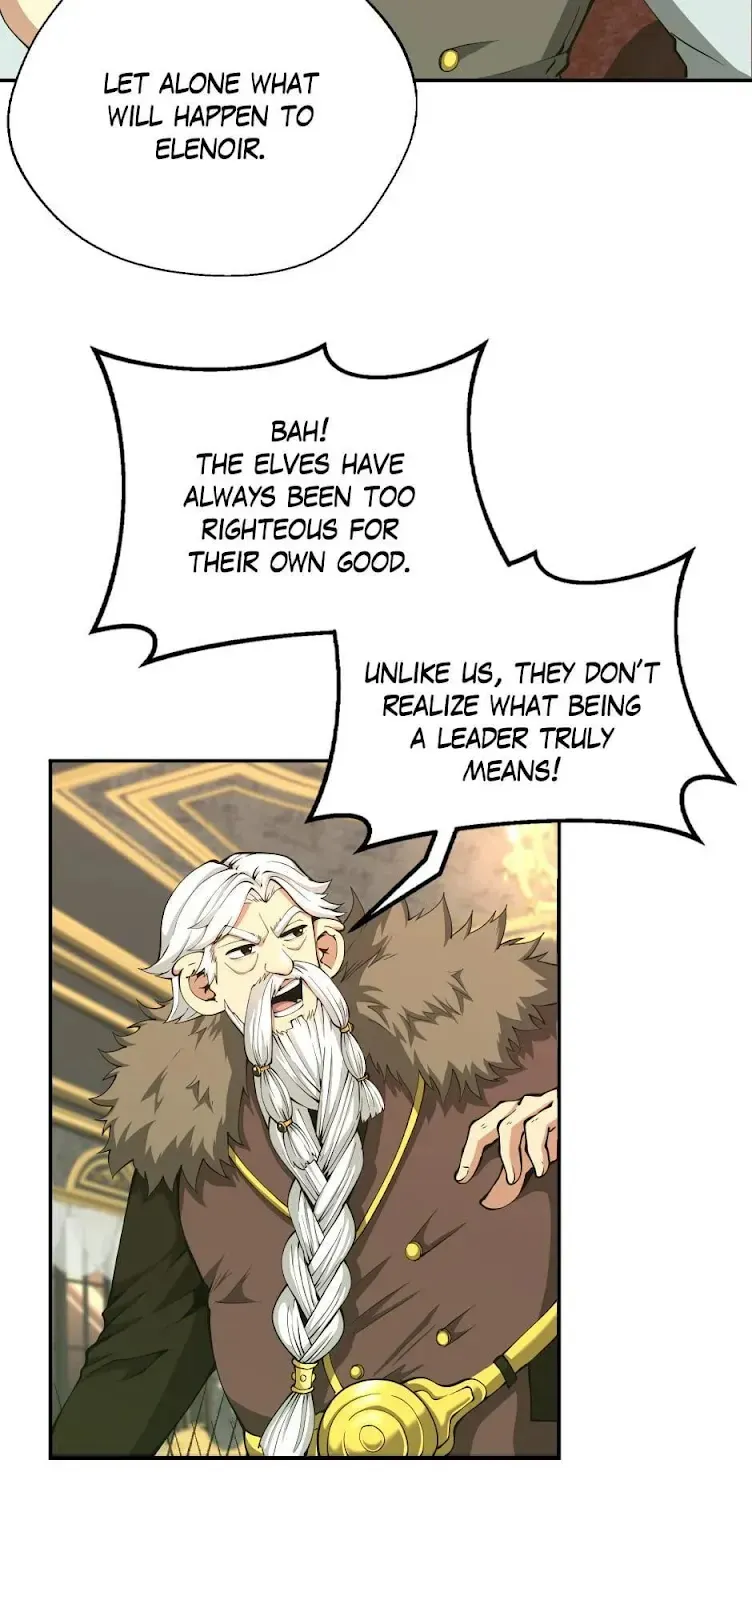 LET ALONE WHAT
WILL HAPPEN TO
ELENOIR.
BAH!
THE ELVES HAVE
ALWAYS BEEN TOO
RIGHTEOUS FOR
THEIR OWN GOOD.
UNLIKE US, THEY DON'T
REALIZE WHAT BEING
A LEADER TRULY
MEANS!